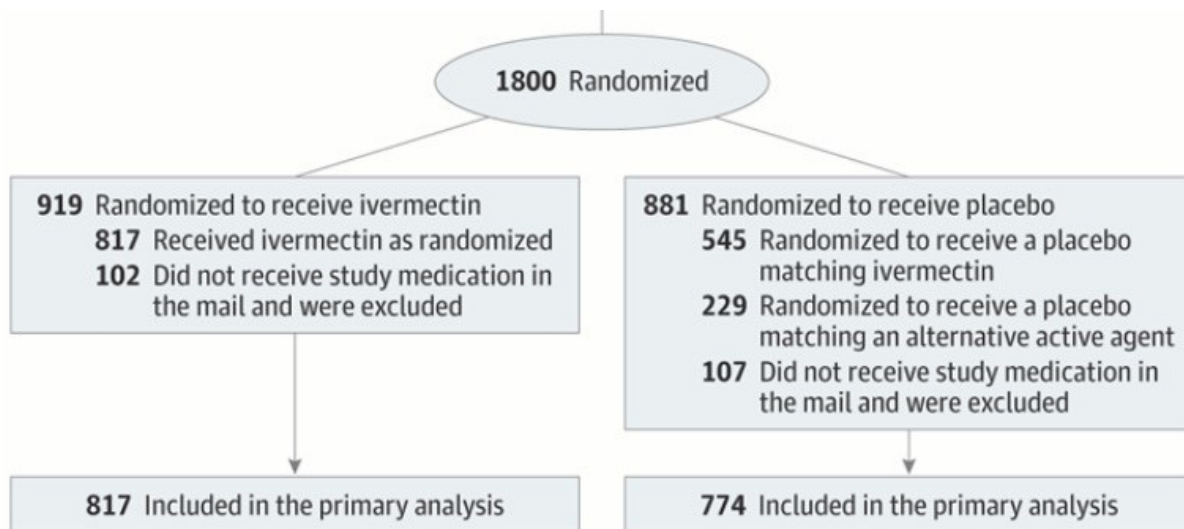 1800 Randomized
919 Randomized to receive ivermectin
817 Received ivermectin as randomized
102 Did not receive study medication in
the mail and were excluded
881 Randomized to receive placebo
545 Randomized to receive a placebo
matching ivermectin
229 Randomized to receive a placebo
matching an alternative active agent
107 Did not receive study medication in
the mail and were excluded
817 Included in the primary analysis
774 Included in the primary analysis